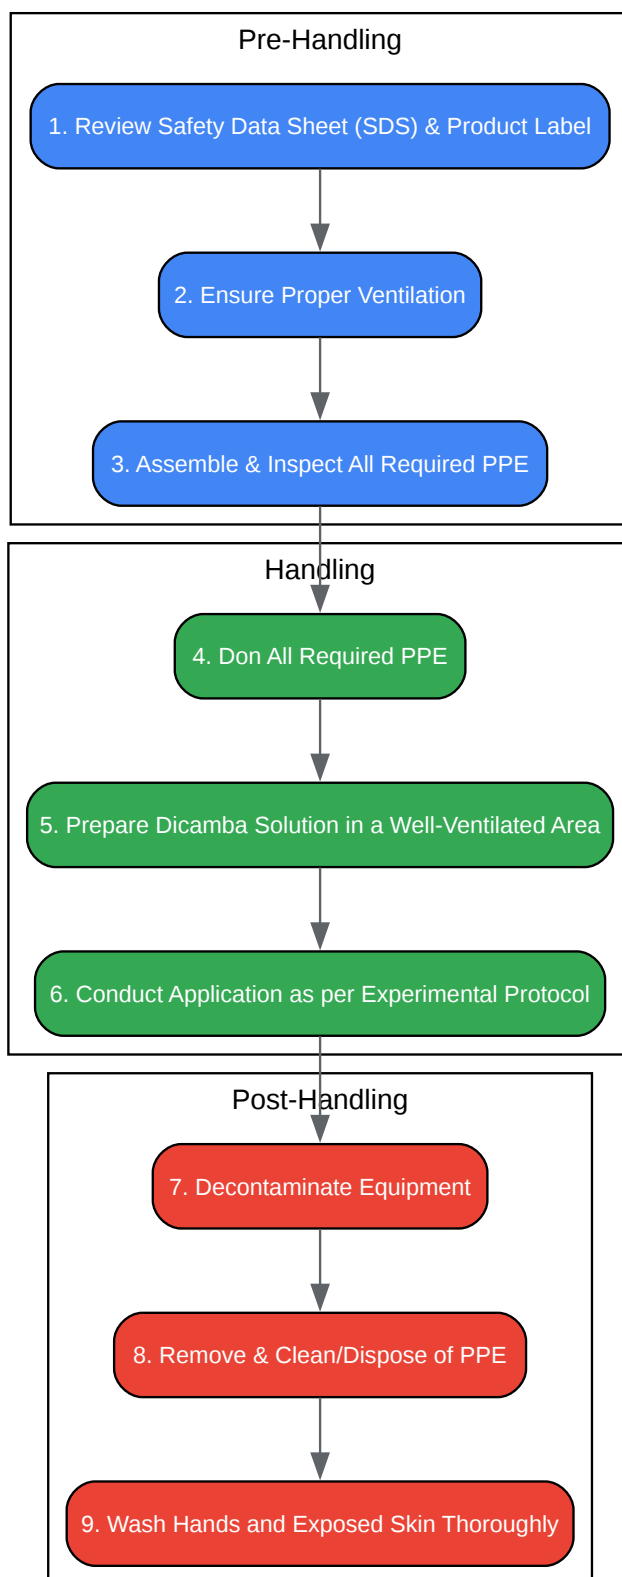 Pre-Handling
1. Review Safety Data Sheet (SDS) & Product Label
2. Ensure Proper Ventilation
3. Assemble & Inspect All Required PPE
Handling
4. Don All Required PPE
5. Prepare Dicamba Solution in a Well-Ventilated Area
6. Conduct Application as per Experimental Protocol
Post-Handling
7. Decontaminate Equipment
8. Remove & Clean/Dispose of PPE
9. Wash Hands and Exposed Skin Thoroughly